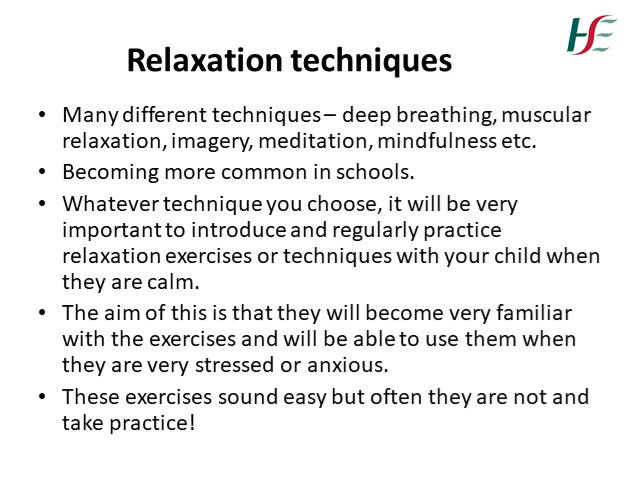 HSE
Relaxation techniques
• Many different techniques – deep breathing, muscular
relaxation, imagery, meditation, mindfulness etc.
• Becoming more common in schools.
• Whatever technique you choose, it will be very
important to introduce and regularly practice
relaxation exercises or techniques with your child when
they are calm.
• The aim of this is that they will become very familiar
with the exercises and will be able to use them when
they are very stressed or anxious.
• These exercises sound easy but often they are not and
take practice!